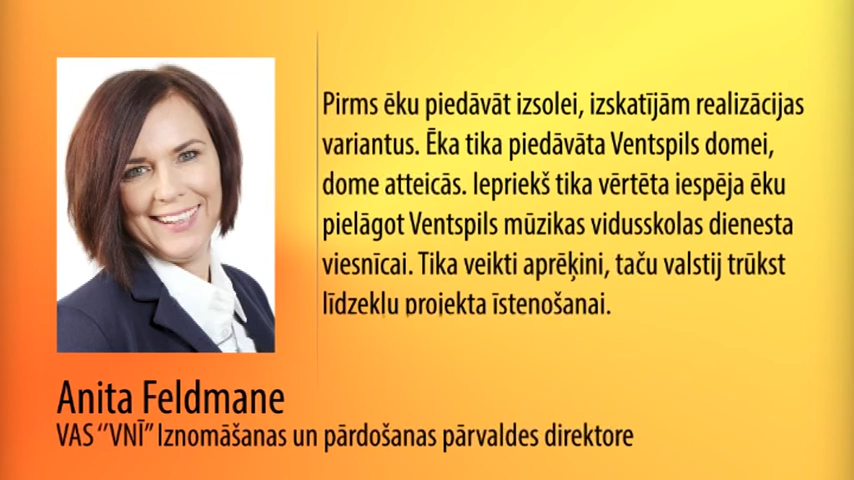 Pirms ēku piedāvāt izsolei, izskatījām realizācijas
variantus. Ēka tika piedāvāta Ventspils domei,
dome atteicās. Iepriekš tika vērtēta iespēja ēku
pielāgot Ventspils mūzikas vidusskolas dienesta
viesnīcai. Tika veikti aprēķini, taču valstij trūkst
līdzekļu projekta īstenošanai.
Anita Feldmane
VAS “VNĪ” Iznomāšanas un pārdošanas pārvaldes direktore